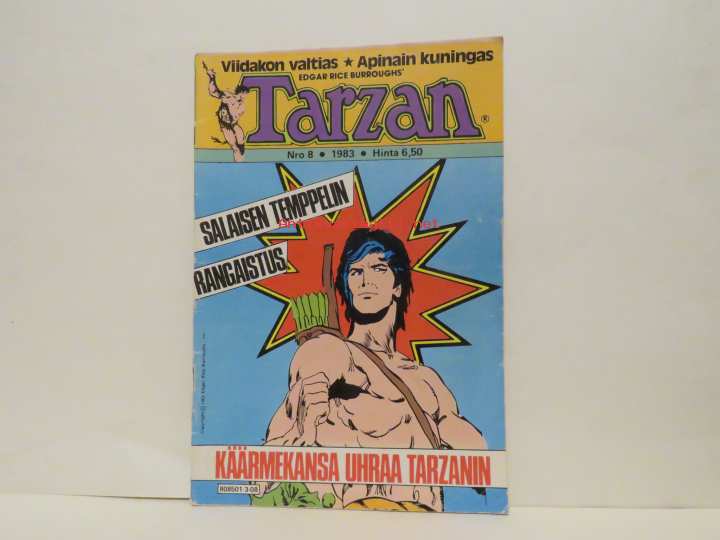 Viidakon valtias ★ Apinain kuningas
EDGAR RICE BURROUGHS'
Tarzan®
Nro 8 • 1983 • Hinta 6,50
SALAISEN TEMPPELIN
RANGAISTUS
KÄÄRMEKANSA UHRAA TARZANIN
R08501-3-08